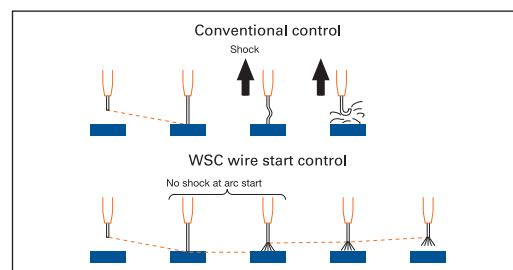 Conventional control
Shock
WSC wire start control
No shock at arc start